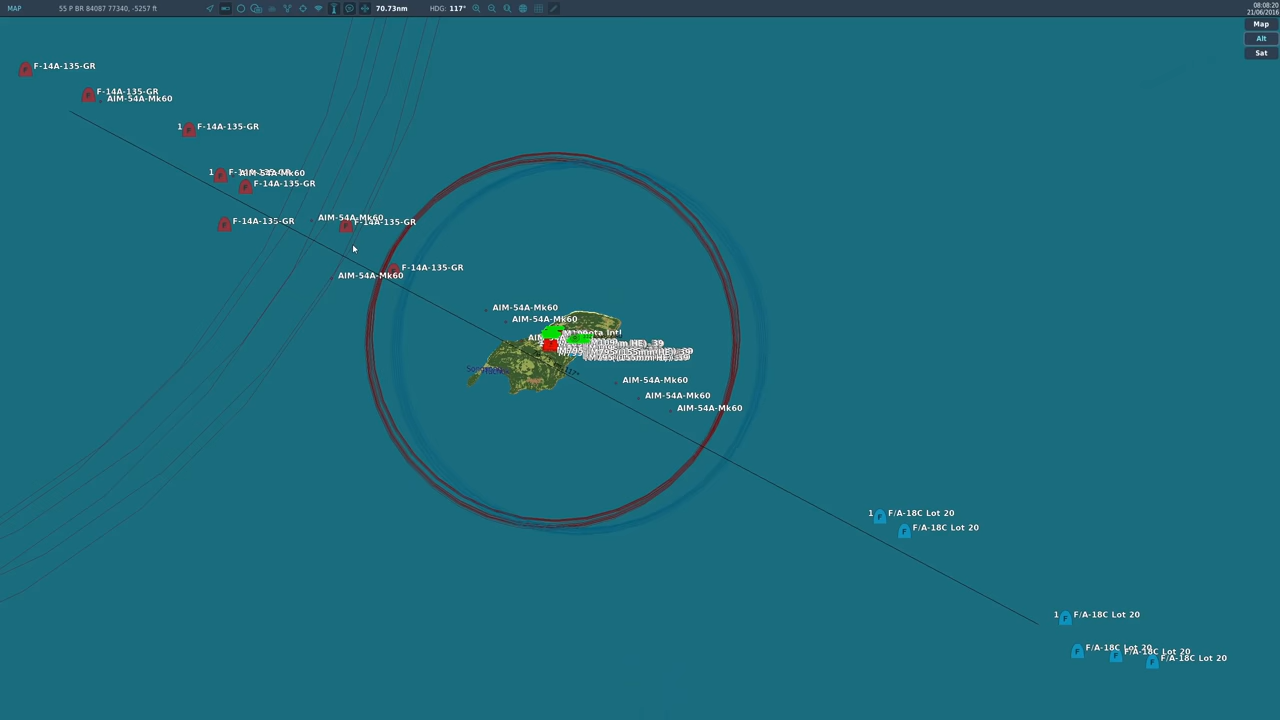 MAP 55 P BR 84087 77340, -5257 ft 70.73nm HDG: 117° 08:08:20
21/06/2016
Map
Alt
Sat
F-14A-135-GR
F-14A-135-GR
AIM-54A-Mk60
1 F-14A-135-GR
1 F-14A-135-GR
AIM-54A-Mk60
F-14A-135-GR
AIM-54A-Mk60
F-14A-135-GR
F-14A-135-GR
F-14A-135-GR
AIM-54A-Mk60
AIM-54A-Mk60
AIM-54A-Mk60
AIM-54A-Mk60
AIM-54A-Mk60
AIM-54A-Mk60
1 F/A-18C Lot 20
F/A-18C Lot 20
1 F/A-18C Lot 20
F/A-18C Lot 20
F/A-18C Lot 20
F/A-18C Lot 20